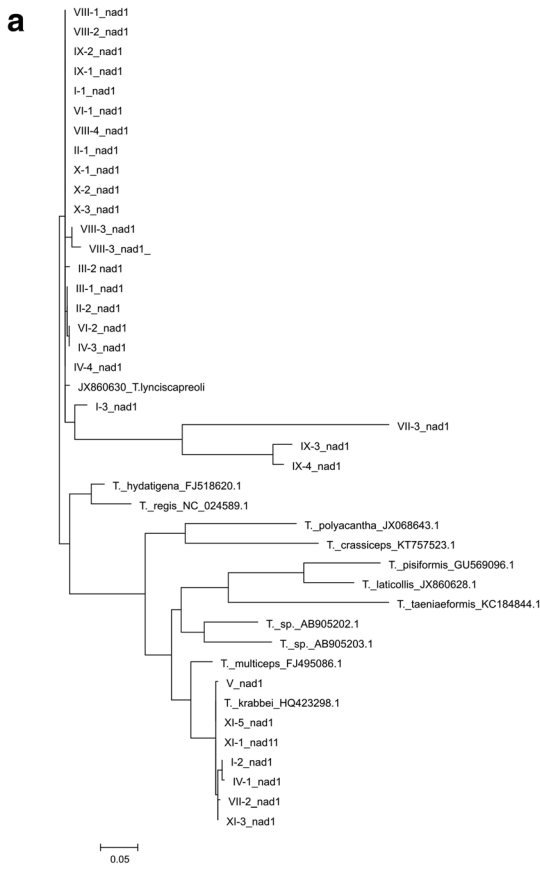 a
VIII-1_nad1
VIII-2_nad1
IX-2_nad1
IX-1_nad1
I-1_nad1
VI-1_nad1
VIII-4_nad1
II-1_nad1
X-1_nad1
X-2_nad1
X-3_nad1
VIII-3_nad1
VIII-3_nad1_
III-2 nad1
III-1_nad1
II-2_nad1
VI-2_nad1
IV-3_nad1
IV-4_nad1
JX860630_T.lynciscapreoli
I-3_nad1
VII-3_nad1
IX-3_nad1
IX-4_nad1
T._hydatigena_FJ518620.1
T._regis_NC_024589.1
T._polyacantha_JX068643.1
T._crassiceps_KT757523.1
T._pisiformis_GU569096.1
T._laticollis_JX860628.1
T._taeniaeformis_KC184844.1
T._sp._AB905202.1
T._sp._AB905203.1
T._multiceps_FJ495086.1
V_nad1
T._krabbei_HQ423298.1
XI-5_nad1
XI-1_nad11
I-2_nad1
IV-1_nad1
VII-2_nad1
XI-3_nad1
0.05